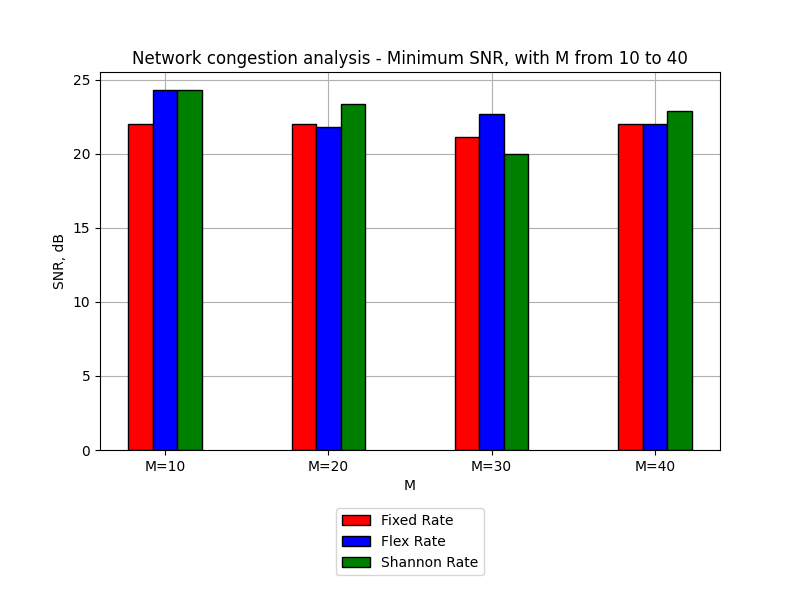 Network congestion analysis - Minimum SNR, with M from 10 to 40
25
20
15
10
5
0
SNR, dB
M=10 M=20 M=30 M=40
M
Fixed Rate
Flex Rate
Shannon Rate